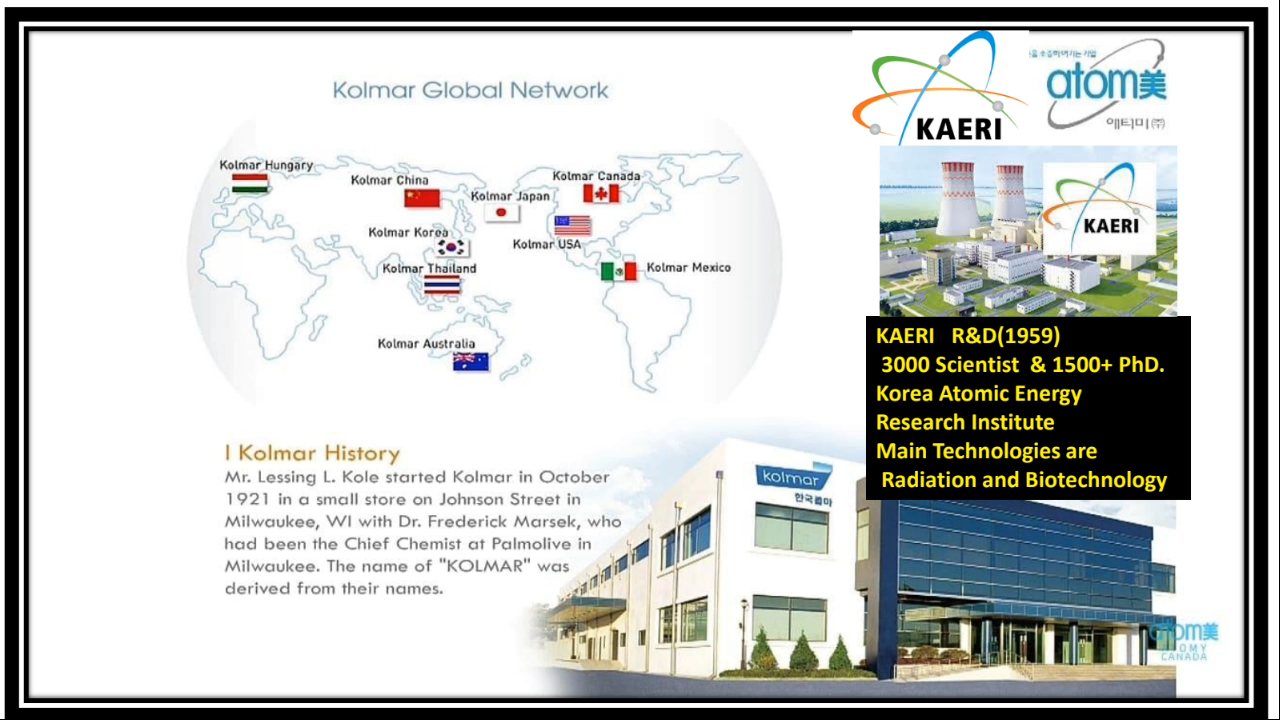 Kolmar Global Network
Kolmar Hungary
Kolmar China
Kolmar Japan
Kolmar Canada
Kolmar Korea
Kolmar USA
Kolmar Thailand
Kolmar Mexico
Kolmar Australia
KAERI
atom美
애터미㈜
KAERI
KAERI R&D(1959)
3000 Scientist & 1500+ PhD.
Korea Atomic Energy
Research Institute
Main Technologies are
Radiation and Biotechnology
I Kolmar History
Mr. Lessing L. Kole started Kolmar in October
1921 in a small store on Johnson Street in
Milwaukee, WI with Dr. Frederick Marsek, who
had been the Chief Chemist at Palmolive in
Milwaukee. The name of "KOLMAR" was
derived from their names.
kolmar
한국콜마
atom美
OMY
CANADA